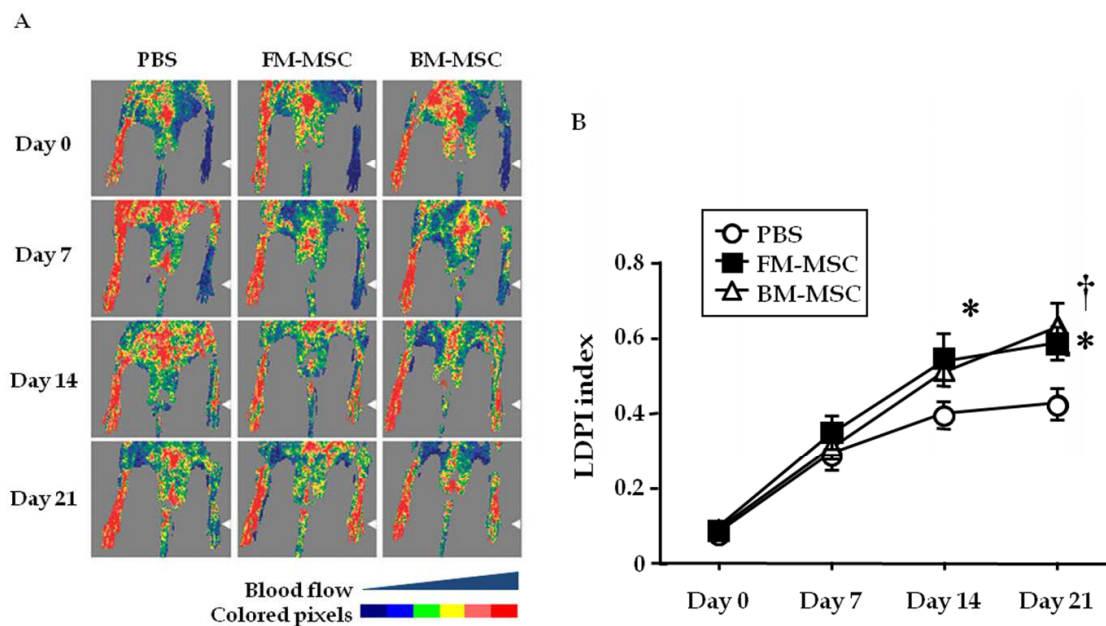 A
PBS FM-MSC BM-MSC
Day 0
Day 7
Day 14
Day 21
Blood flow
Colored pixels
B
PBS
FM-MSC
BM-MSC
LDPI index
0.8
0.6
0.4
0.2
0
* † *
Day 0 Day 7 Day 14 Day 21